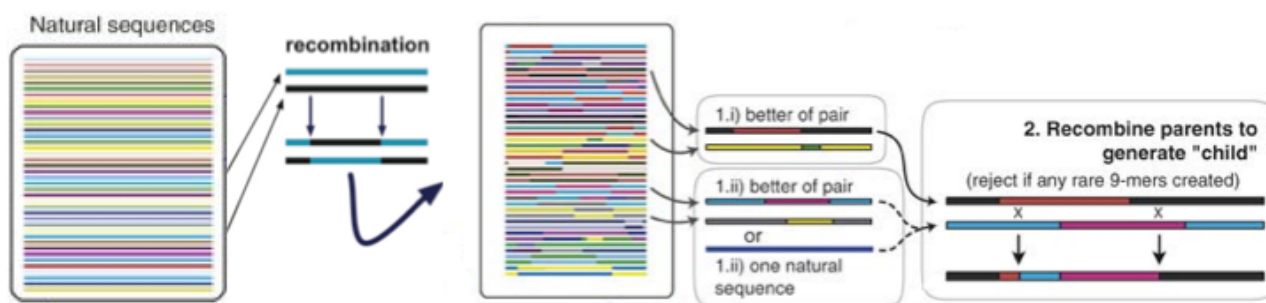 Natural sequences
recombination
1.i) better of pair
1.ii) better of pair
or
1.ii) one natural
sequence
2. Recombine parents to
generate "child"
(reject if any rare 9-mers created)
X X